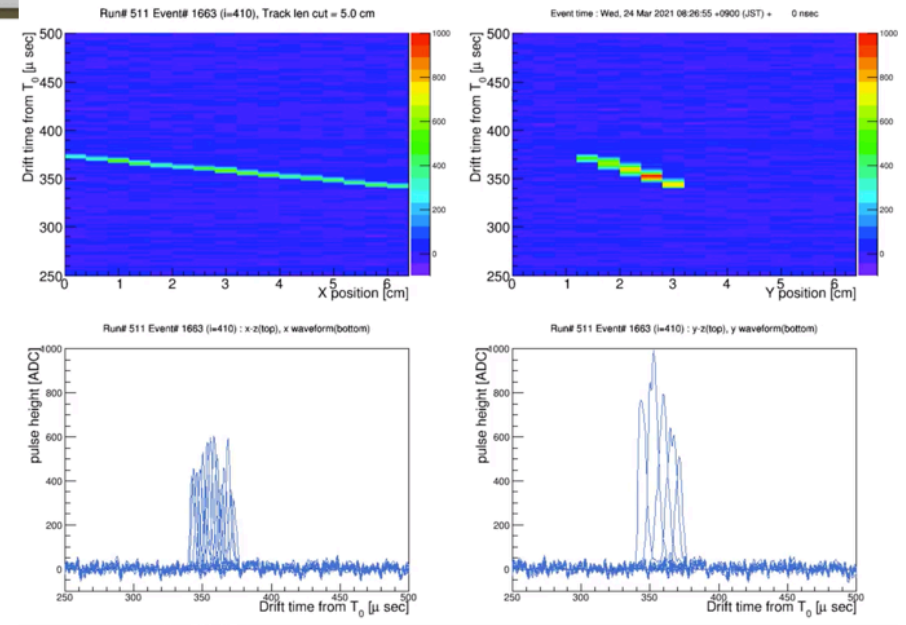 Run# 511 Event# 1663 (i=410), Track len cut = 5.0 cm
Drift time from T0 [μ sec]
500
450
400
350
300
250
0 1 2 3 4 5 6
X position [cm]
1000
800
600
400
200
0
Event time : Wed, 24 Mar 2021 08:26:55 +0900 (JST) + 0 nsec
Drift time from T0 [μ sec]
500
450
400
350
300
250
0 1 2 3 4 5 6
Y position [cm]
1000
800
600
400
200
0
Run# 511 Event# 1663 (i=410) : x-z(top), x waveform(bottom)
pulse height [ADC]
1000
800
600
400
200
0
250 300 350 400 450 500
Drift time from T0 [μ sec]
Run# 511 Event# 1663 (i=410) : y-z(top), y waveform(bottom)
pulse height [ADC]
1000
800
600
400
200
0
250 300 350 400 450 500
Drift time from T0 [μ sec]